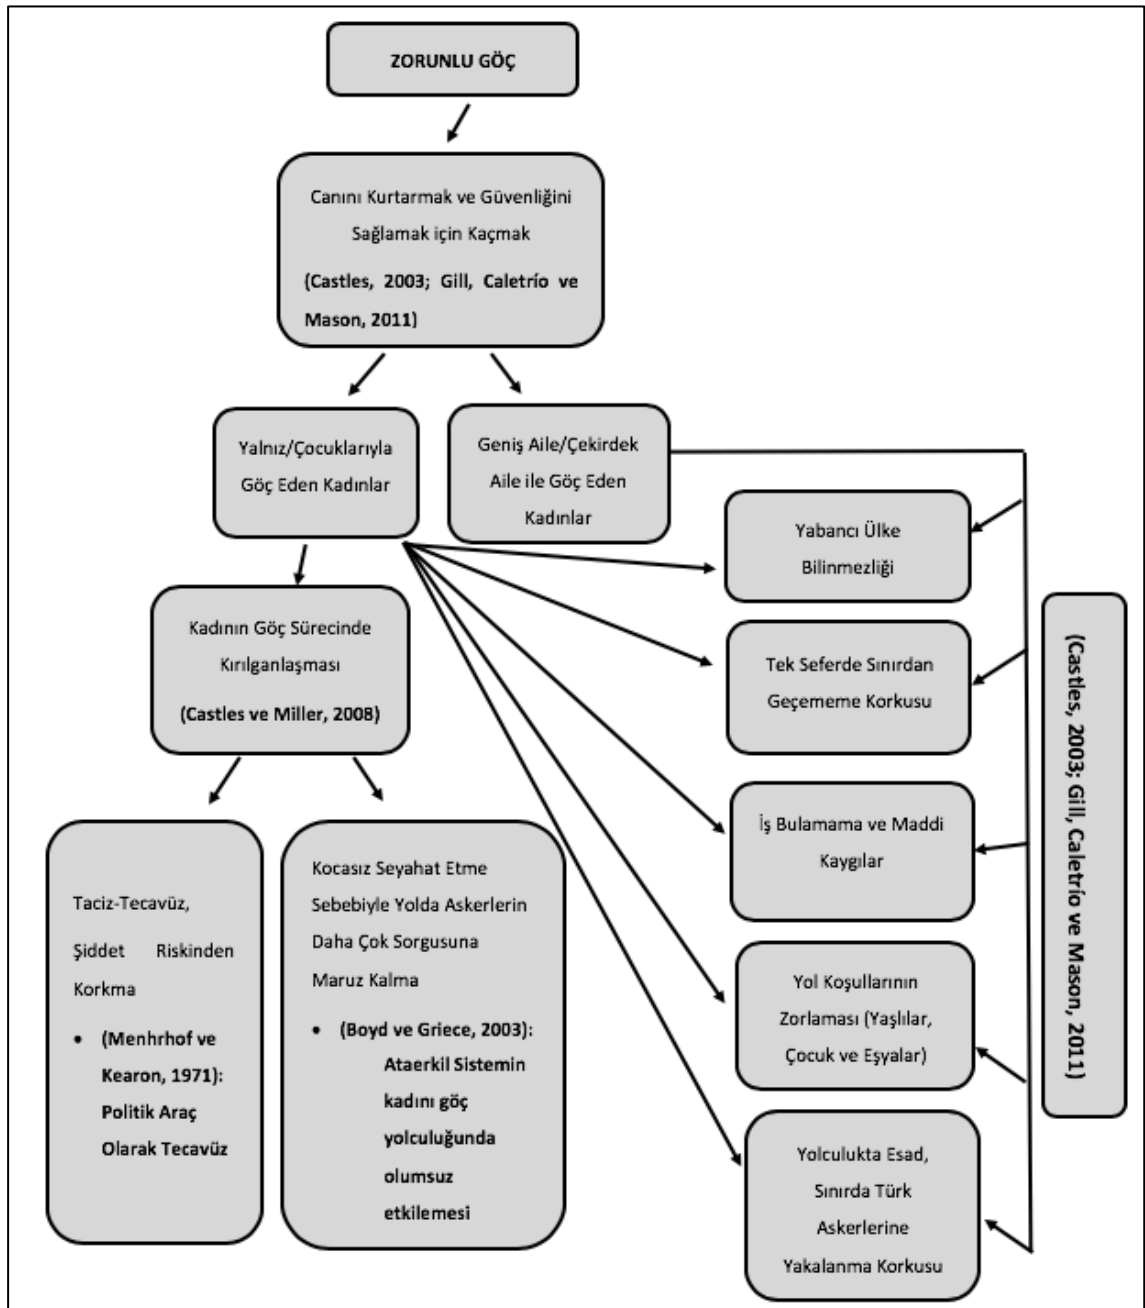 ZORUNLU GÖÇ
Canını Kurtarmak ve Güvenliğini
Sağlamak için Kaçmak
(Castles, 2003; Gill, Caletrío ve
Mason, 2011)
Yalnız/Çocuklarıyla
Göç Eden Kadınlar
Geniş Aile/Çekirdek
Aile ile Göç Eden
Kadınlar
Kadının Göç Sürecinde
Kırılganlaşması
(Castles ve Miller, 2008)
Taciz-Tecavüz,
Şiddet Riskinden
Korkma
• (Menhrhof ve
Kearon, 1971):
Politik Araç
Olarak Tecavüz
Kocasız Seyahat Etme
Sebebiyle Yolda Askerlerin
Daha Çok Sorgusuna
Maruz Kalma
• (Boyd ve Griece, 2003):
Ataerkil Sistemin
kadını göç
yolculuğunda
olumsuz
etkilemesi
Yabancı Ülke
Bilinmezliği
Tek Seferde Sınırdan
Geçememe Korkusu
İş Bulamama ve Maddi
Kaygılar
Yol Koşullarının
Zorlaması (Yaşlılar,
Çocuk ve Eşyalar)
Yolculukta Esad,
Sınırda Türk
Askerlerine
Yakalanma Korkusu
(Castles, 2003; Gill, Caletrío ve Mason, 2011)